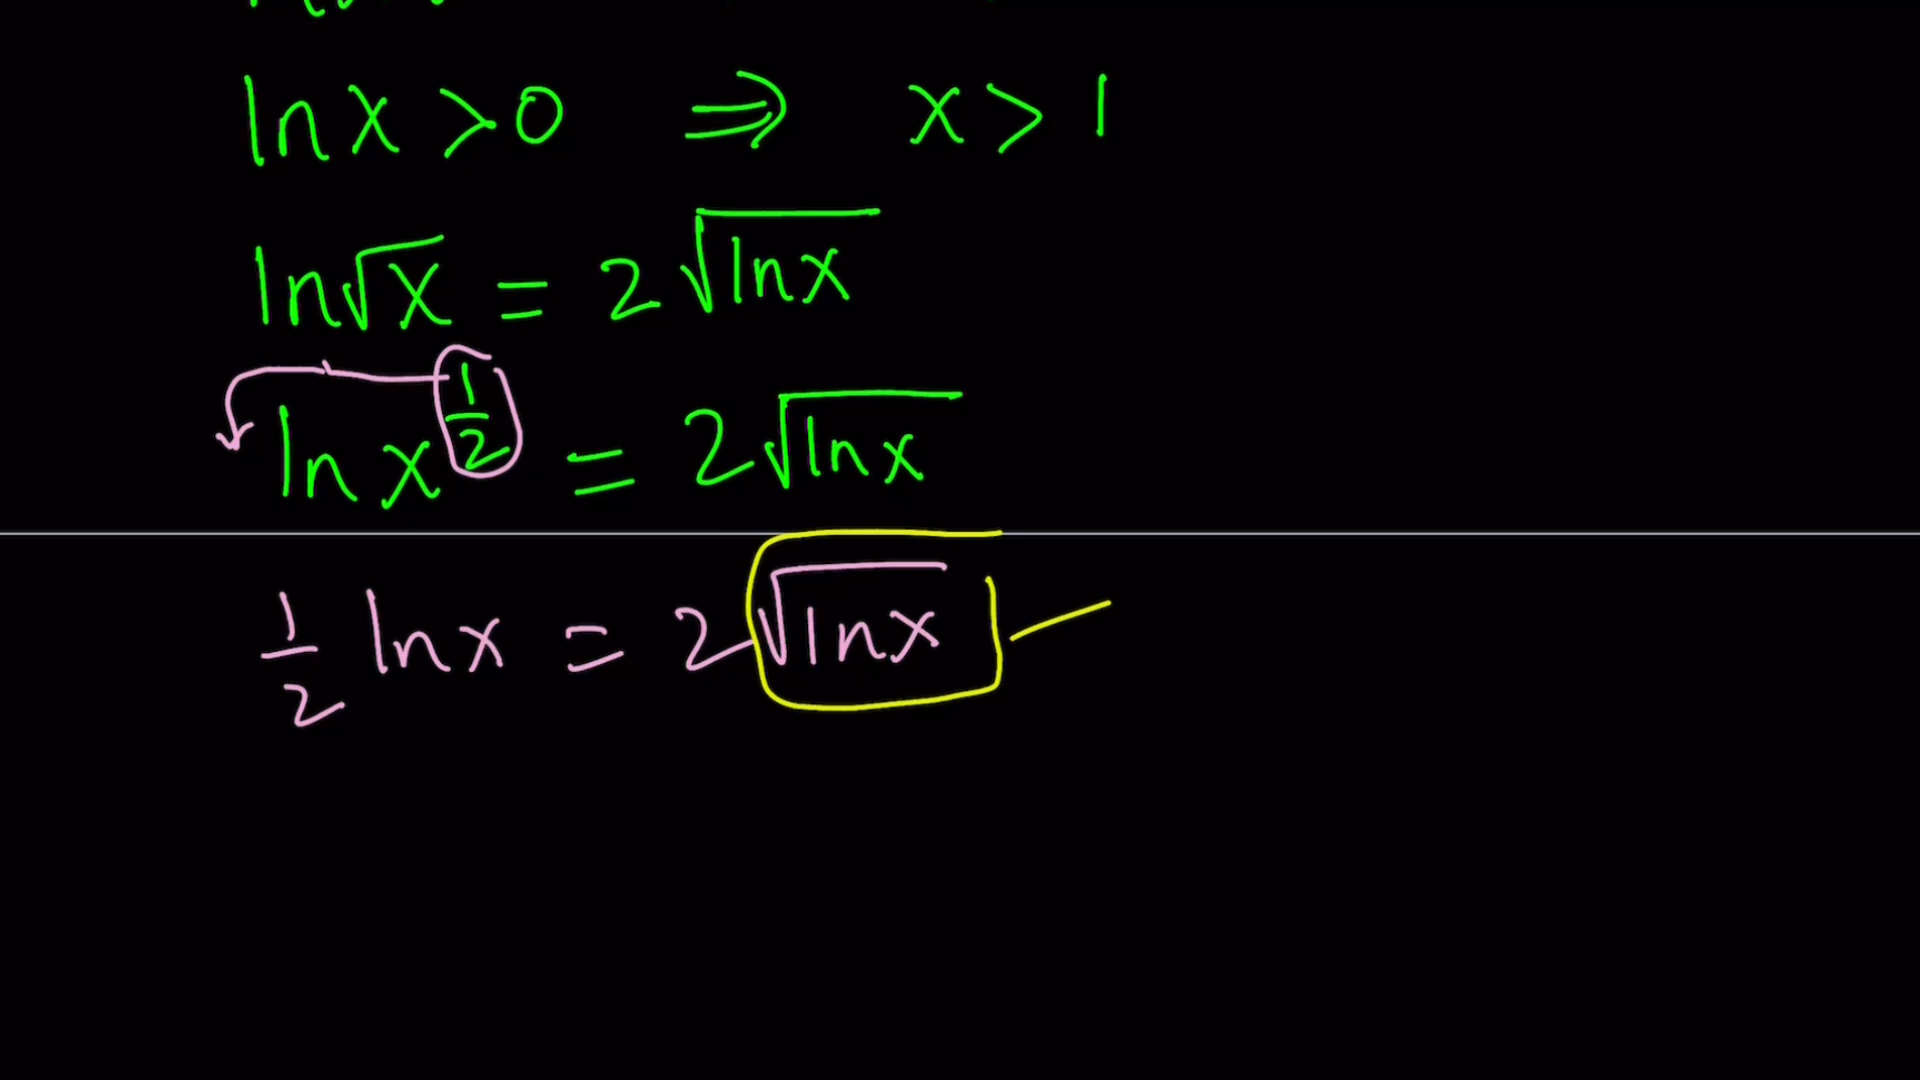 ln x > 0 ⇒ x > 1
ln√x = 2√(ln x)
ln x^(1/2) = 2√(ln x)
1/2 ln x = 2√(ln x)